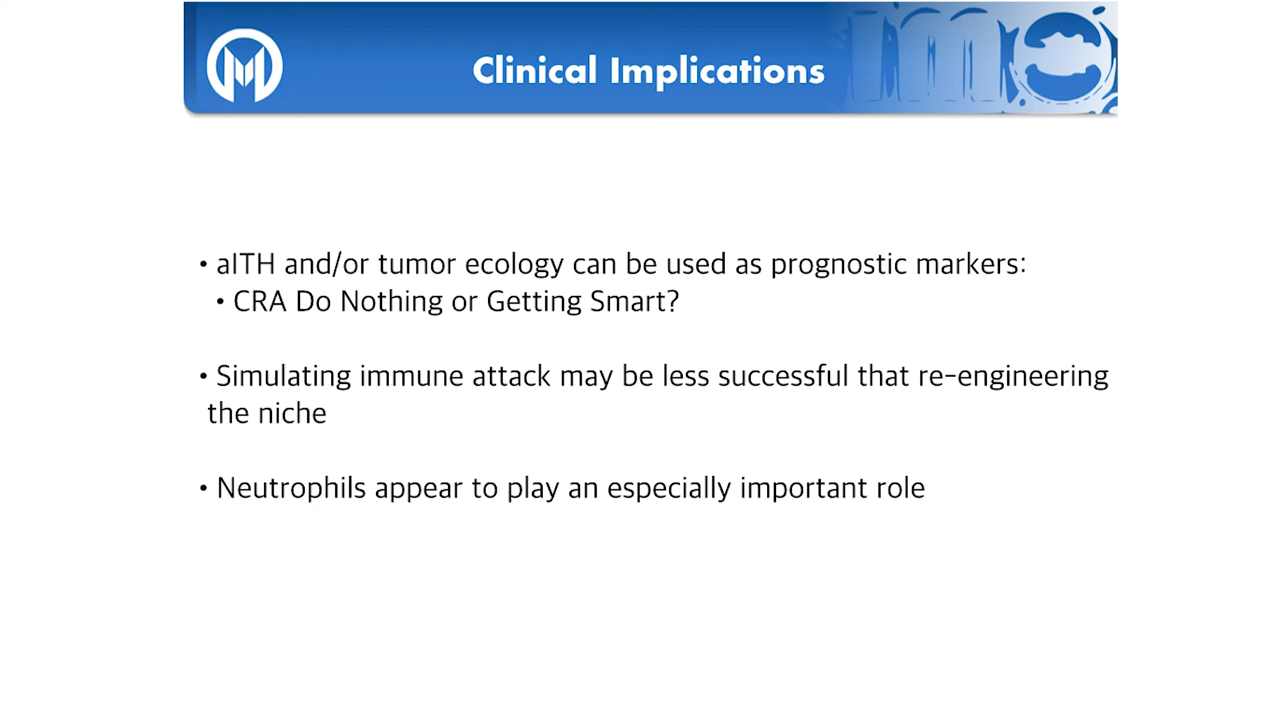 Clinical Implications
imo
• aITH and/or tumor ecology can be used as prognostic markers:
• CRA Do Nothing or Getting Smart?
• Simulating immune attack may be less successful that re-engineering
the niche
• Neutrophils appear to play an especially important role